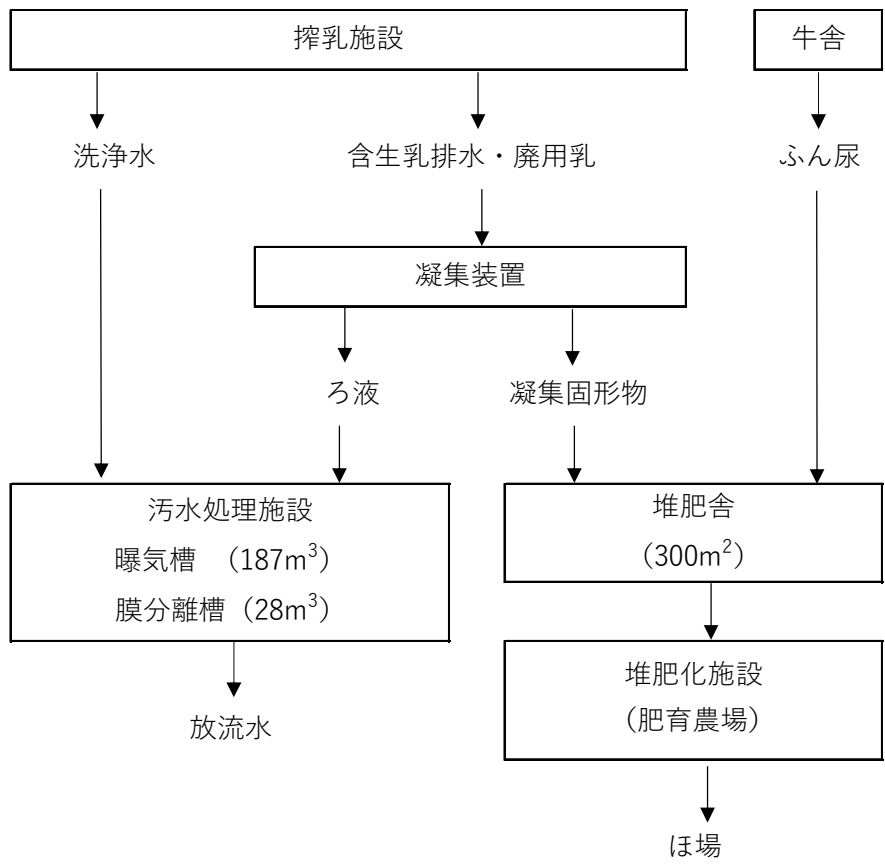 搾乳施設
牛舎
洗浄水
含生乳排水・廃用乳
ふん尿
凝集装置
ろ液
凝集固形物
汚水処理施設
曝気槽 （187m³）
膜分離槽（28m³）
堆肥舎
（300m²）
堆肥化施設
（肥育農場）
放流水
ほ場